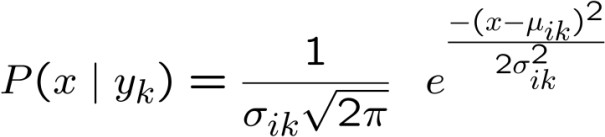 P(x | y_k) = \frac{1}{\sigma_{ik}\sqrt{2\pi}} e^{\frac{-(x-\mu_{ik})^2}{2\sigma_{ik}^2}}